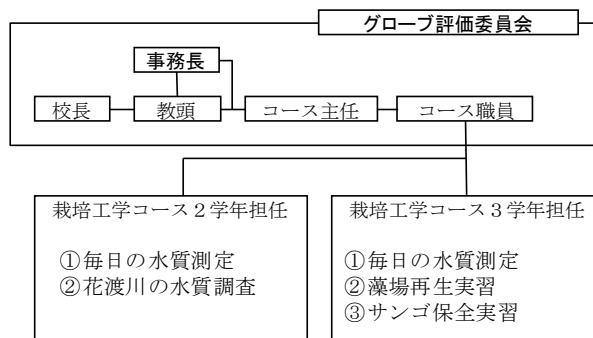 グローブ評価委員会
事務長
校長
教頭
コース主任
コース職員
栽培工学コース２学年担任
①毎日の水質測定
②花渡川の水質調査
栽培工学コース３学年担任
①毎日の水質測定
②藻場再生実習
③サンゴ保全実習